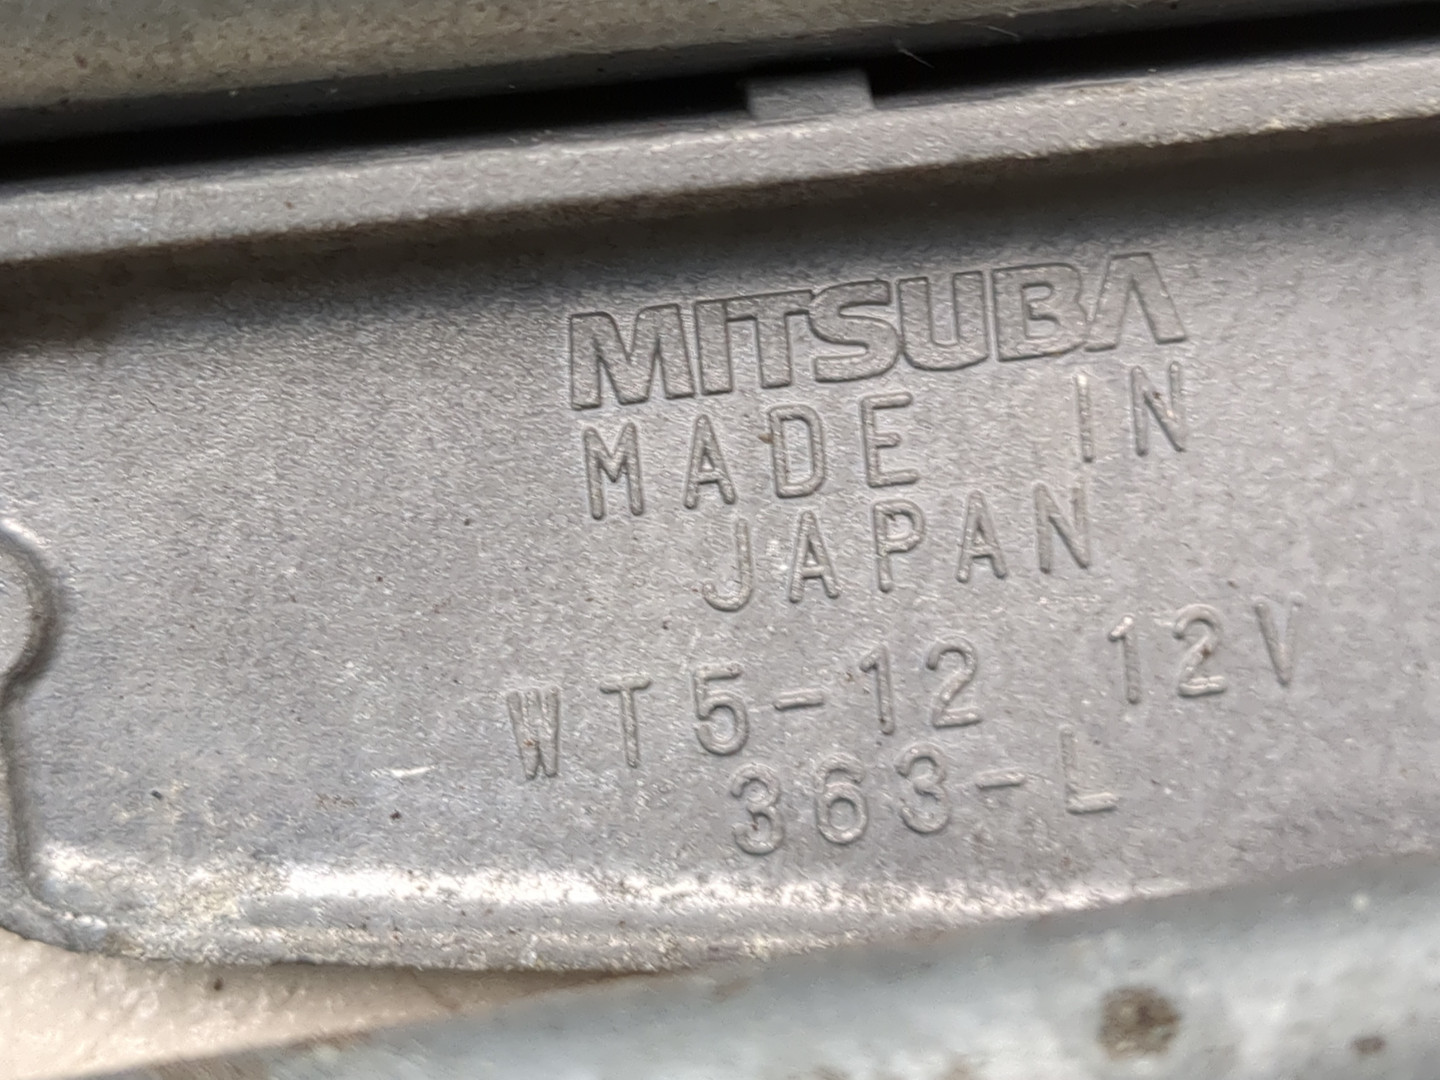 MITSUBA
MADE IN
JAPAN
WT5-12 12V
363-L